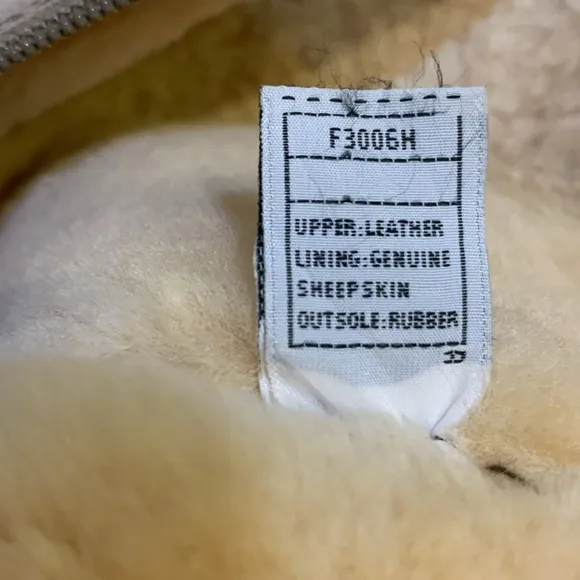 F3006H
UPPER:LEATHER
LINING:GENUINE
SHEEPSKIN
OUTSOLE:RUBBER